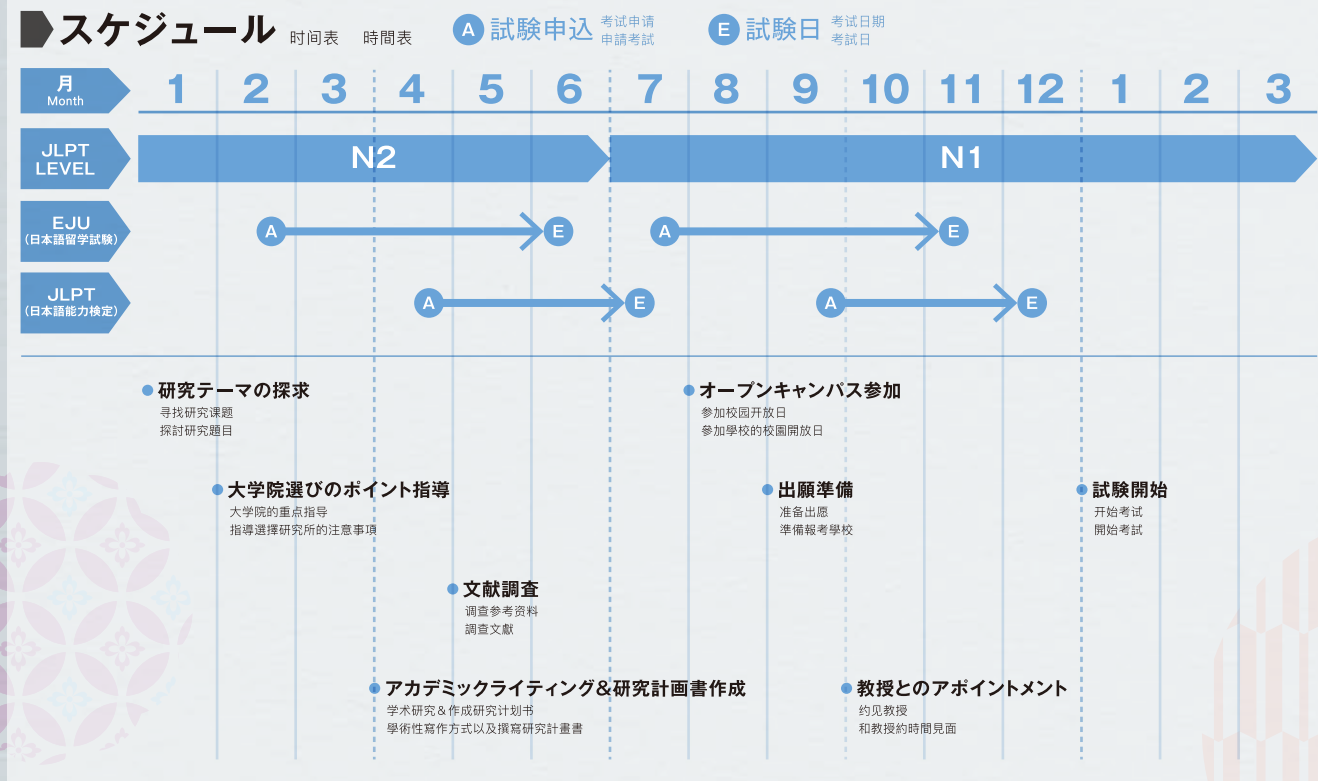 スケジュール 时间表 時間表
A 試験申込 考试申请
申請考試
E 試験日 考试日期
考試日
月
Month
1 2 3 4 5 6 7 8 9 10 11 12 1 2 3
JLPT
LEVEL
N2 N1
EJU
(日本語留学試験)
A E A E
JLPT
(日本語能力検定)
A E A E
研究テーマの探求
寻找研究课题
探討研究題目
オープンキャンパス参加
参加校园开放日
參加學校的校園開放日
大学院選びのポイント指導
大学院的重点指导
指導選擇研究所的注意事項
出願準備
准备出愿
準備報考學校
試験開始
开始考试
開始考試
文献調査
调查参考资料
調查文獻
アカデミックライティング&研究計画書作成
学术研究&作成研究计划书
學術性寫作方式以及撰寫研究計畫書
教授とのアポイントメント
约见教授
和教授約時間見面